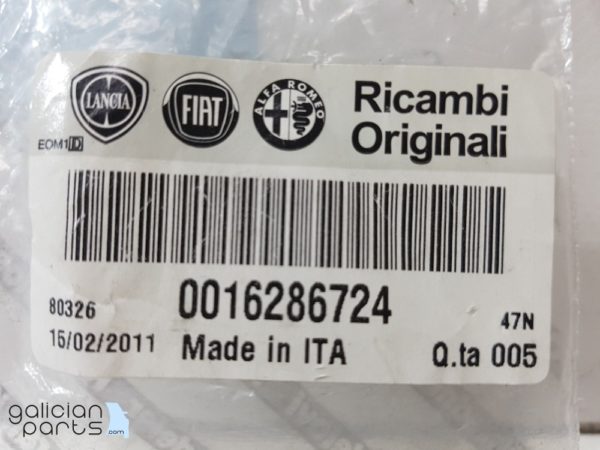 LANCIA
FIAT
ALFA ROMEO
Ricambi
Originali
EOM1D
0016286724
80326
47N
15/02/2011
Made in ITA
Q.ta 005
galician
parts.com